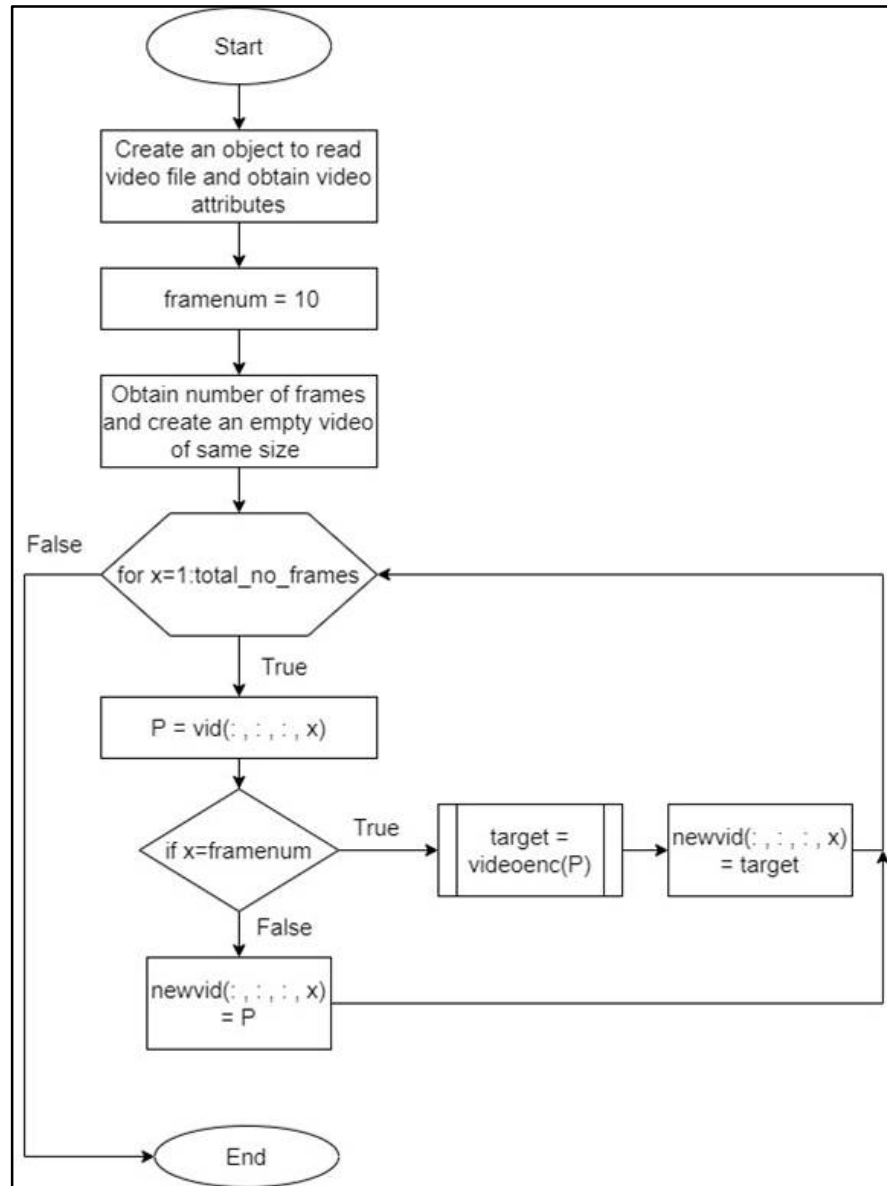 Start
Create an object to read
video file and obtain video
attributes
framenum = 10
Obtain number of frames
and create an empty video
of same size
False
for x=1:total_no_frames
True
P = vid(: , : , : , x)
if x=framenum
True
target =
videoenc(P)
newvid(: , : , : , x)
= target
False
newvid(: , : , : , x)
= P
End